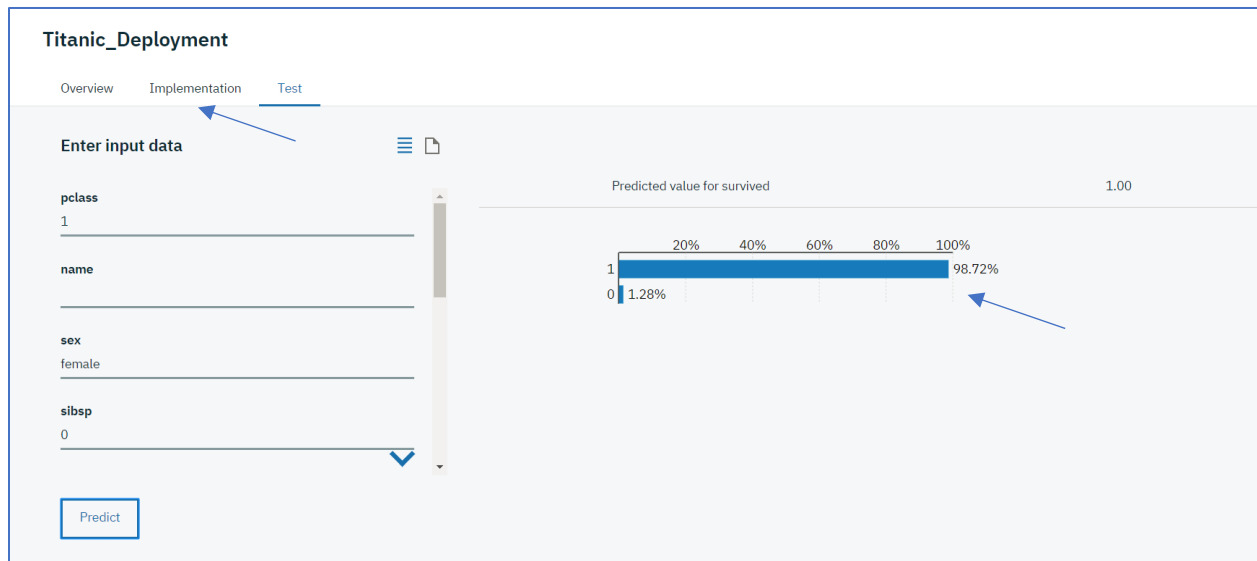 Titanic_Deployment
Overview Implementation Test
Enter input data
pclass
1
name
sex
female
sibsp
0
Predict
Predicted value for survived 1.00
20% 40% 60% 80% 100%
1 98.72%
0 1.28%